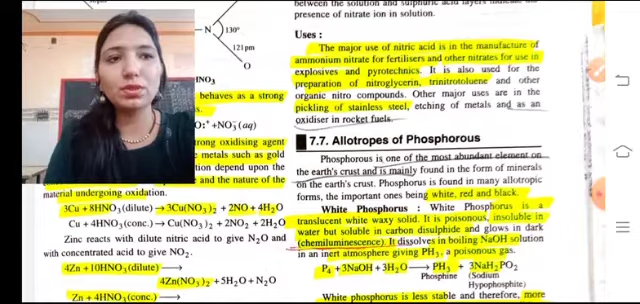 between the solution and sulphuric acid layers indicate the
presence of nitrate ion in solution.
Uses :
The major use of nitric acid is in the manufacture of
ammonium nitrate for fertilisers and other nitrates for use in
explosives and pyrotechnics. It is also used for the
preparation of nitroglycerin, trinitrotoluene and other
organic nitro compounds. Other major uses are in the
pickling of stainless steel, etching of metals and as an
oxidiser in rocket fuels.
7.7. Allotropes of Phosphorous
Phosphorous is one of the most abundant element on
the earth's crust and is mainly found in the form of minerals
on the earth's crust. Phosphorus is found in many allotropic
forms, the important ones being white, red and black.
White Phosphorus : White Phosphorus is a
translucent white waxy solid. It is poisonous, insoluble in
water but soluble in carbon disulphide and glows in dark
(chemiluminescence). It dissolves in boiling NaOH solution
in an inert atmosphere giving PH₃, a poisonous gas.
P₄ + 3NaOH + 3H₂O → PH₃ + 3NaH₂PO₂
Phosphine (Sodium
Hypophosphite)
White phosphorus is less stable and therefore, more
N
130°
121 pm
O
HNO3
behaves as a strong
s.
O⁺ + NO₃⁻(aq)
trong oxidising agent
e metals such as gold
tion depend upon the
and the nature of the
material undergoing oxidation.
3Cu + 8HNO₃(dilute) → 3Cu(NO₃)₂ + 2NO + 4H₂O
Cu + 4HNO₃(conc.) → Cu(NO₃)₂ + 2NO₂ + 2H₂O
Zinc reacts with dilute nitric acid to give N₂O and
with concentrated acid to give NO₂.
4Zn + 10HNO₃(dilute) →
4Zn(NO₃)₂ + 5H₂O + N₂O
Zn + 4HNO₃(conc.) →